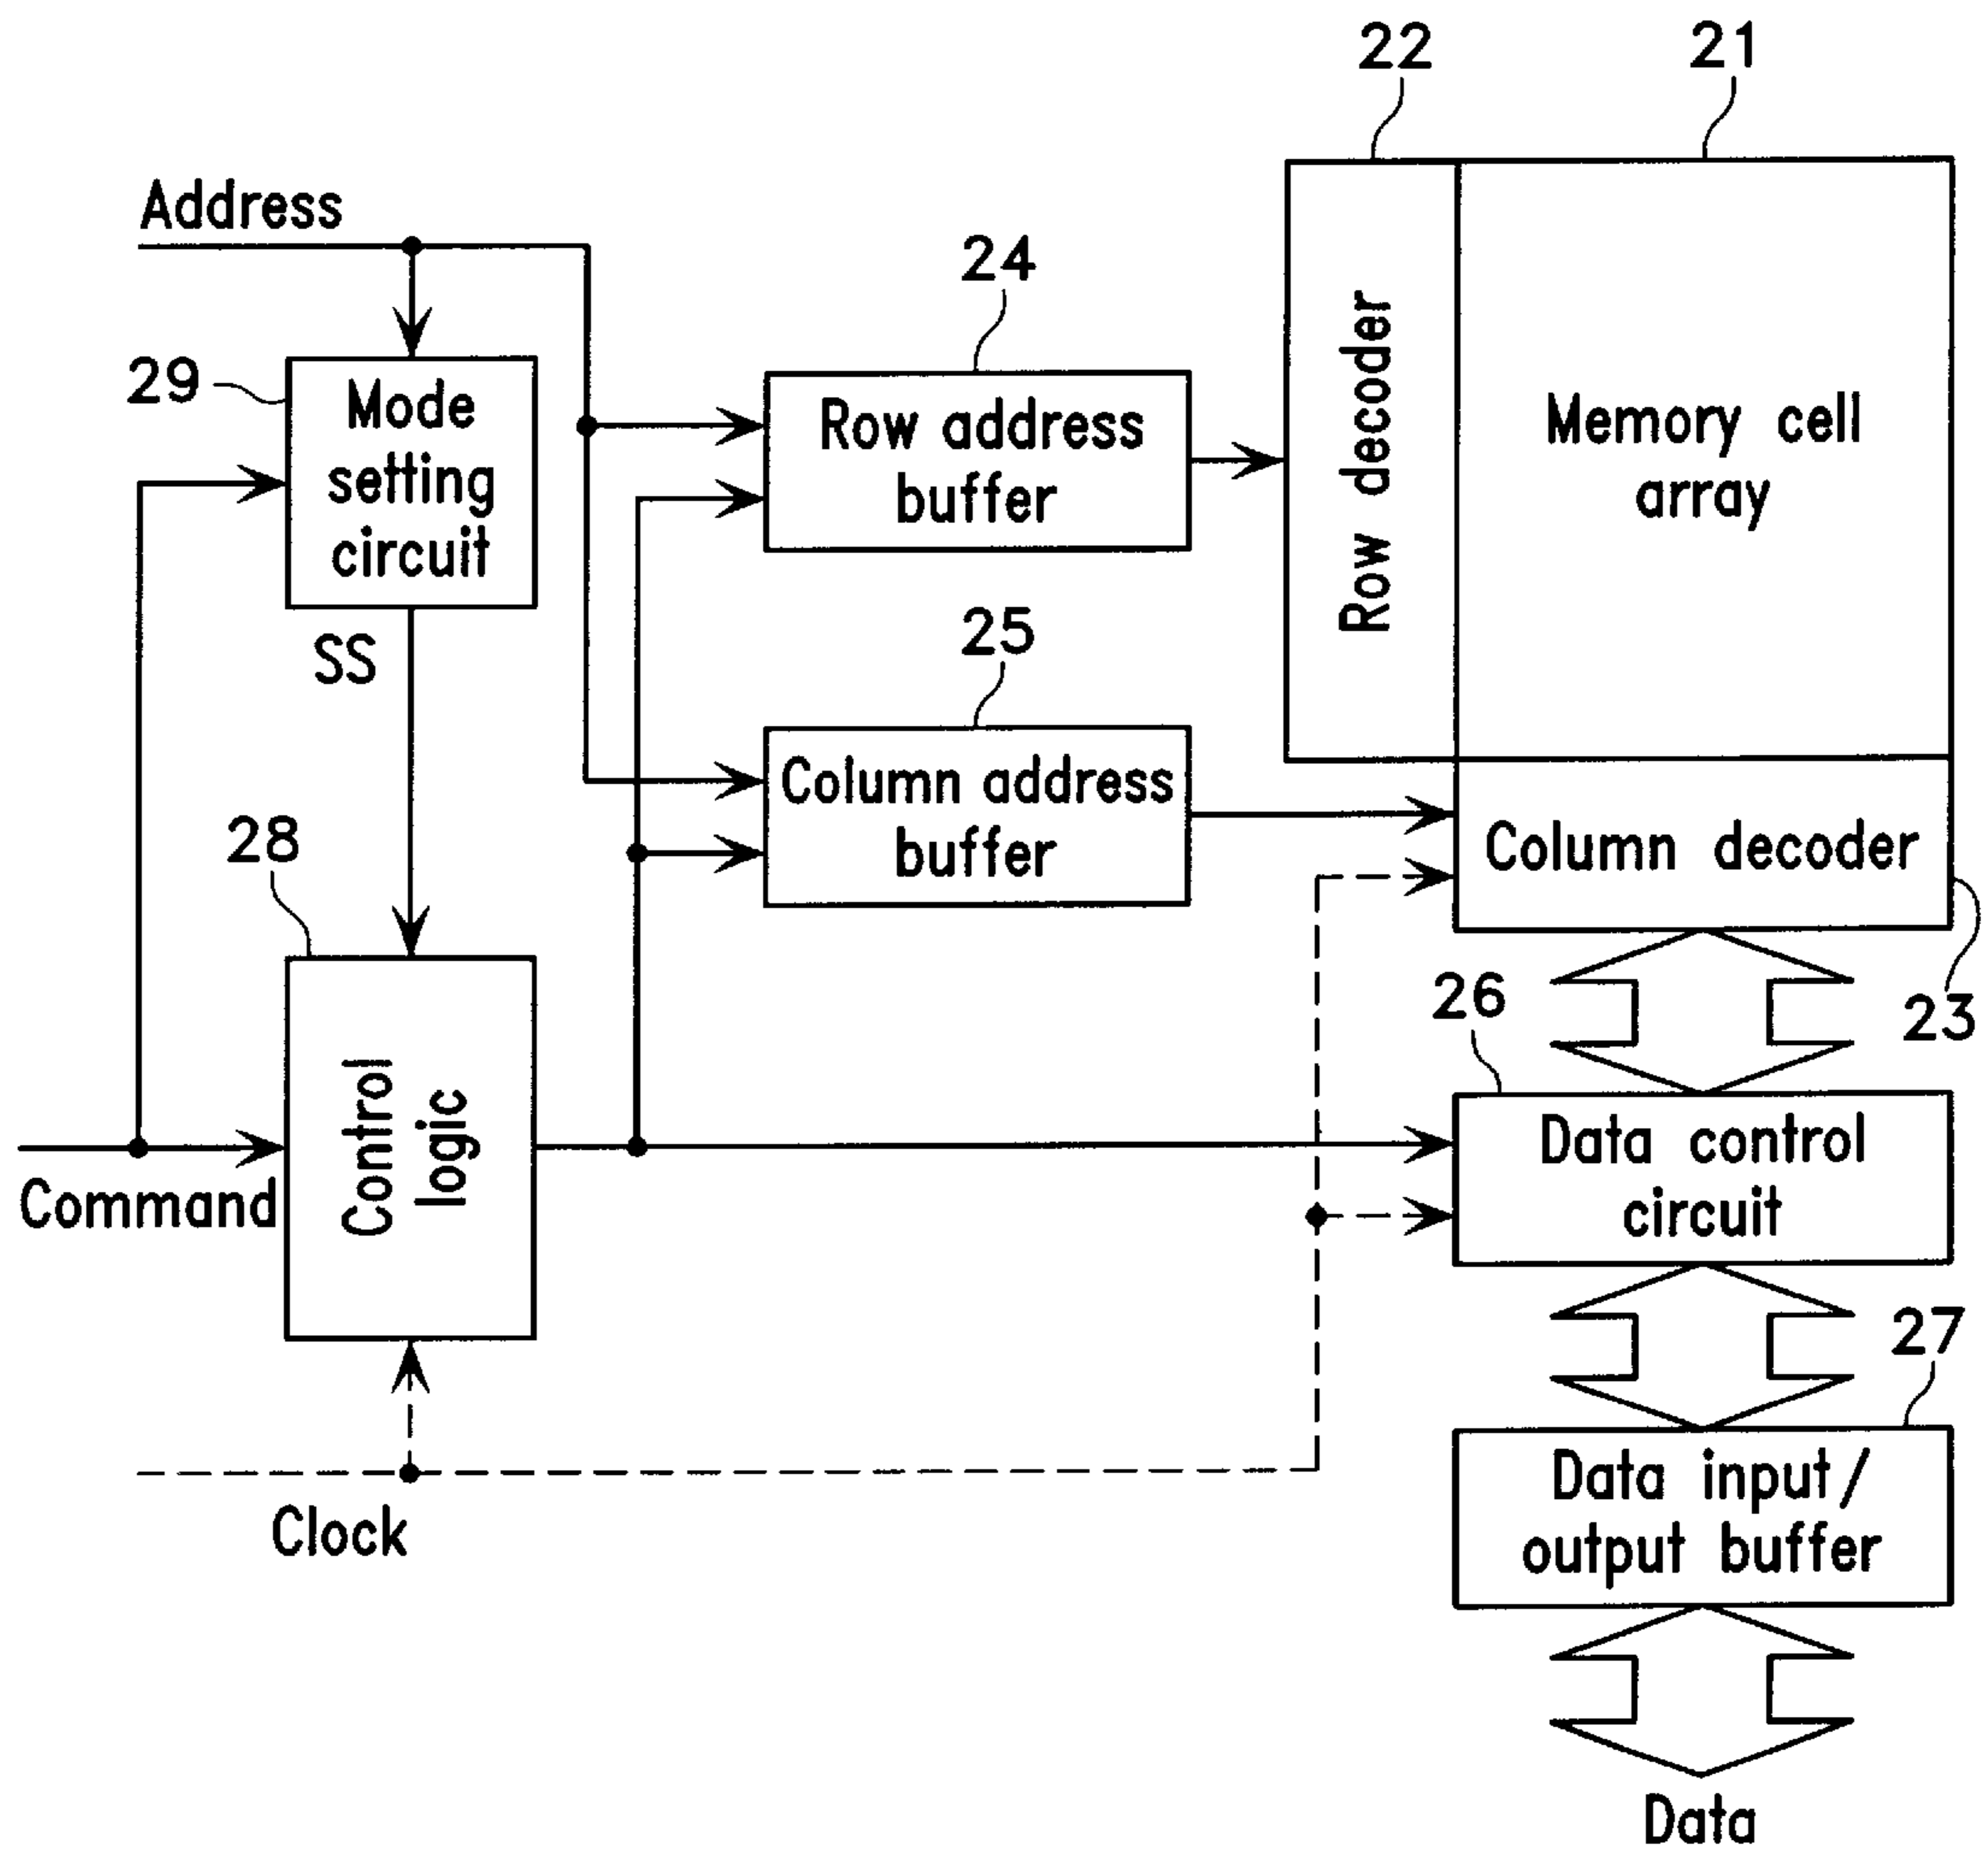 22
21
Address
24
29
Mode
setting
circuit
Row address
buffer
Row decoder
Memory cell
array
SS
25
Column address
buffer
28
Column decoder
26
23
Control
logic
Command
Data control
circuit
27
Clock
Data input/
output buffer
Data